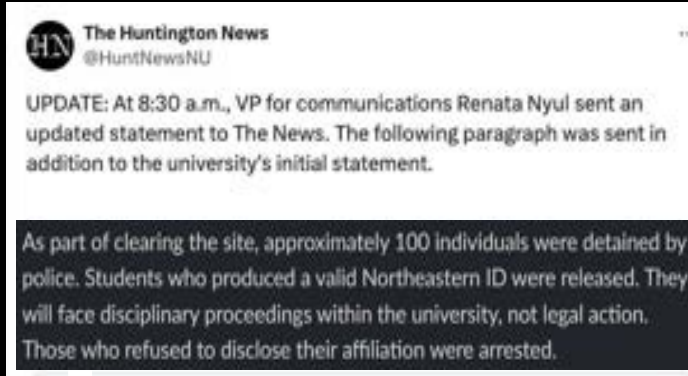 HN
The Huntington News
@HuntNewsNU
UPDATE: At 8:30 a.m., VP for communications Renata Nyul sent an
updated statement to The News. The following paragraph was sent in
addition to the university's initial statement.
As part of clearing the site, approximately 100 individuals were detained by
police. Students who produced a valid Northeastern ID were released. They
will face disciplinary proceedings within the university, not legal action.
Those who refused to disclose their affiliation were arrested.